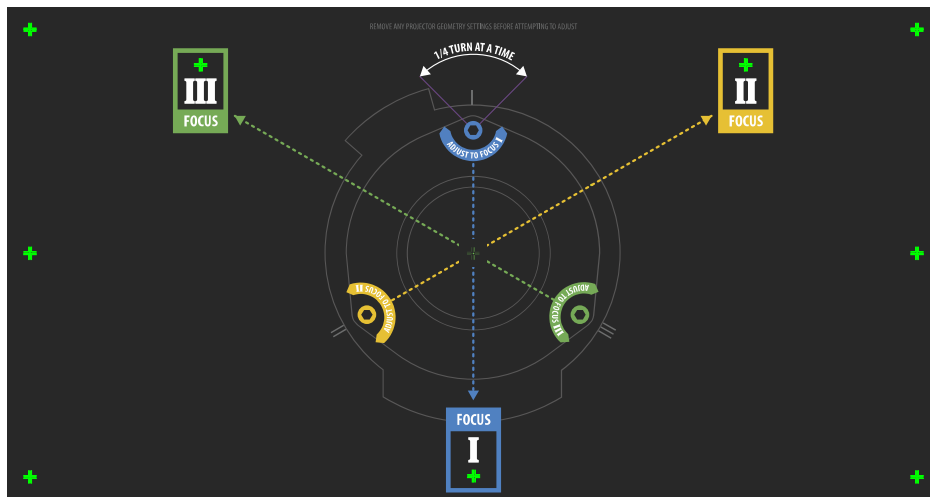 REMOVE ANY PROJECTOR GEOMETRY SETTINGS BEFORE ATTEMPTING TO ADJUST
1/4 TURN AT A TIME
III
FOCUS
II
FOCUS
ADJUST TO FOCUS I
ADJUST TO FOCUS II
ADJUST TO FOCUS III
FOCUS
I